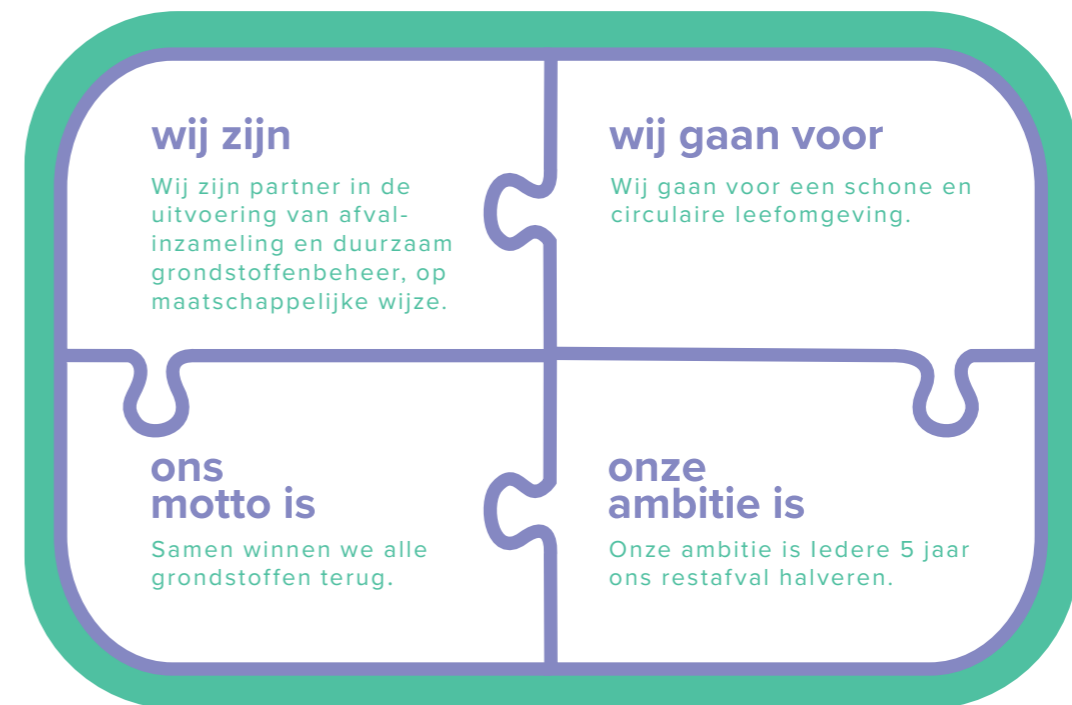 wij zijn
Wij zijn partner in de
uitvoering van afval-
inzameling en duurzaam
grondstoffenbeheer, op
maatschappelijke wijze.
wij gaan voor
Wij gaan voor een schone en
circulaire leefomgeving.
ons
motto is
Samen winnen we alle
grondstoffen terug.
onze
ambitie is
Onze ambitie is Iedere 5 jaar
ons restafval halveren.